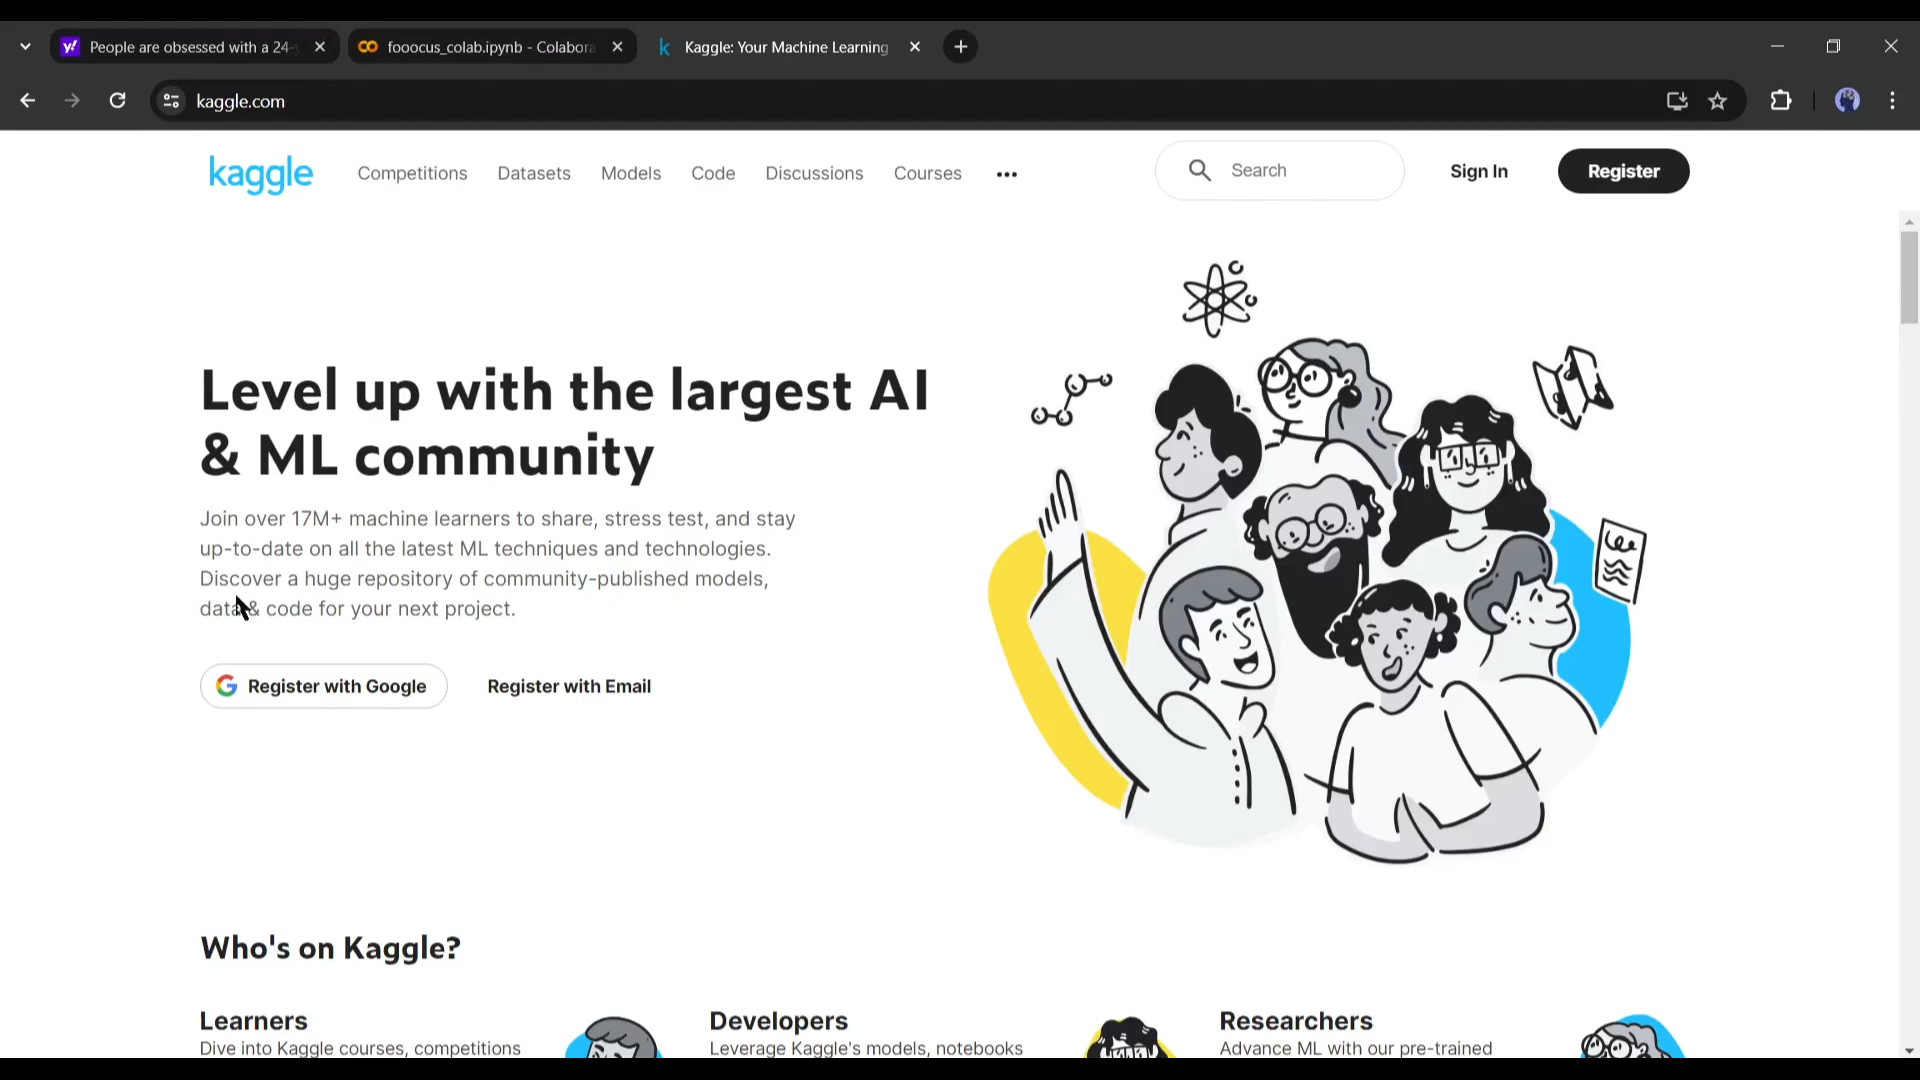 People are obsessed with a 24-
fooocus_colab.ipynb - Colabora
Kaggle: Your Machine Learning
kaggle.com
kaggle
Competitions
Datasets
Models
Code
Discussions
Courses
Search
Sign In
Register
Level up with the largest AI
& ML community
Join over 17M+ machine learners to share, stress test, and stay
up-to-date on all the latest ML techniques and technologies.
Discover a huge repository of community-published models,
data & code for your next project.
Register with Google
Register with Email
Who's on Kaggle?
Learners
Dive into Kaggle courses, competitions
Developers
Leverage Kaggle's models, notebooks
Researchers
Advance ML with our pre-trained